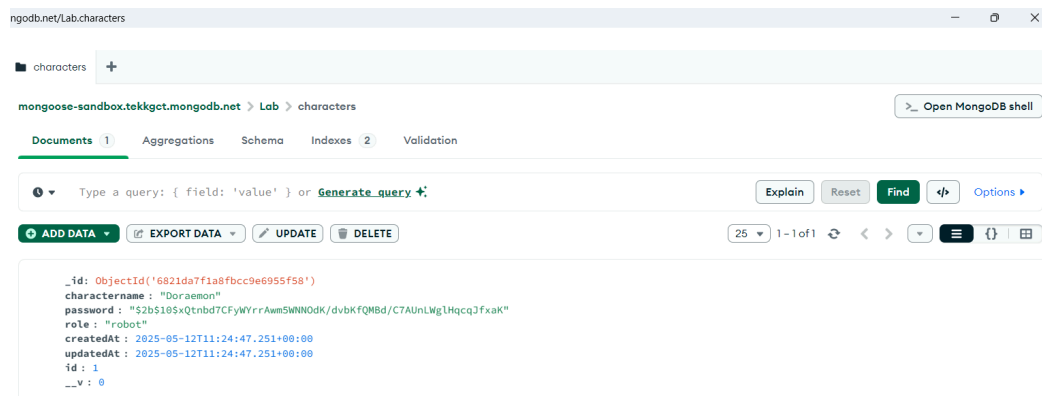 ngodb.net/Lab.characters
characters
mongoose-sandbox.tekkgct.mongodb.net > Lab > characters
>_ Open MongoDB shell
Documents 1 Aggregations Schema Indexes 2 Validation
Type a query: { field: 'value' } or Generate query
Explain Reset Find </> Options
ADD DATA EXPORT DATA UPDATE DELETE
25 1 – 1 of 1 {}
_id: ObjectId('6821da7f1a8fbcc9e6955f58')
charactername : "Doraemon"
password : "$2b$10$xQtnbd7CFyWYrrAwm5WNNOdK/dvbKfQMBd/C7AUnLWglHqcqJfxaK"
role : "robot"
createdAt : 2025-05-12T11:24:47.251+00:00
updatedAt : 2025-05-12T11:24:47.251+00:00
id : 1
__v : 0